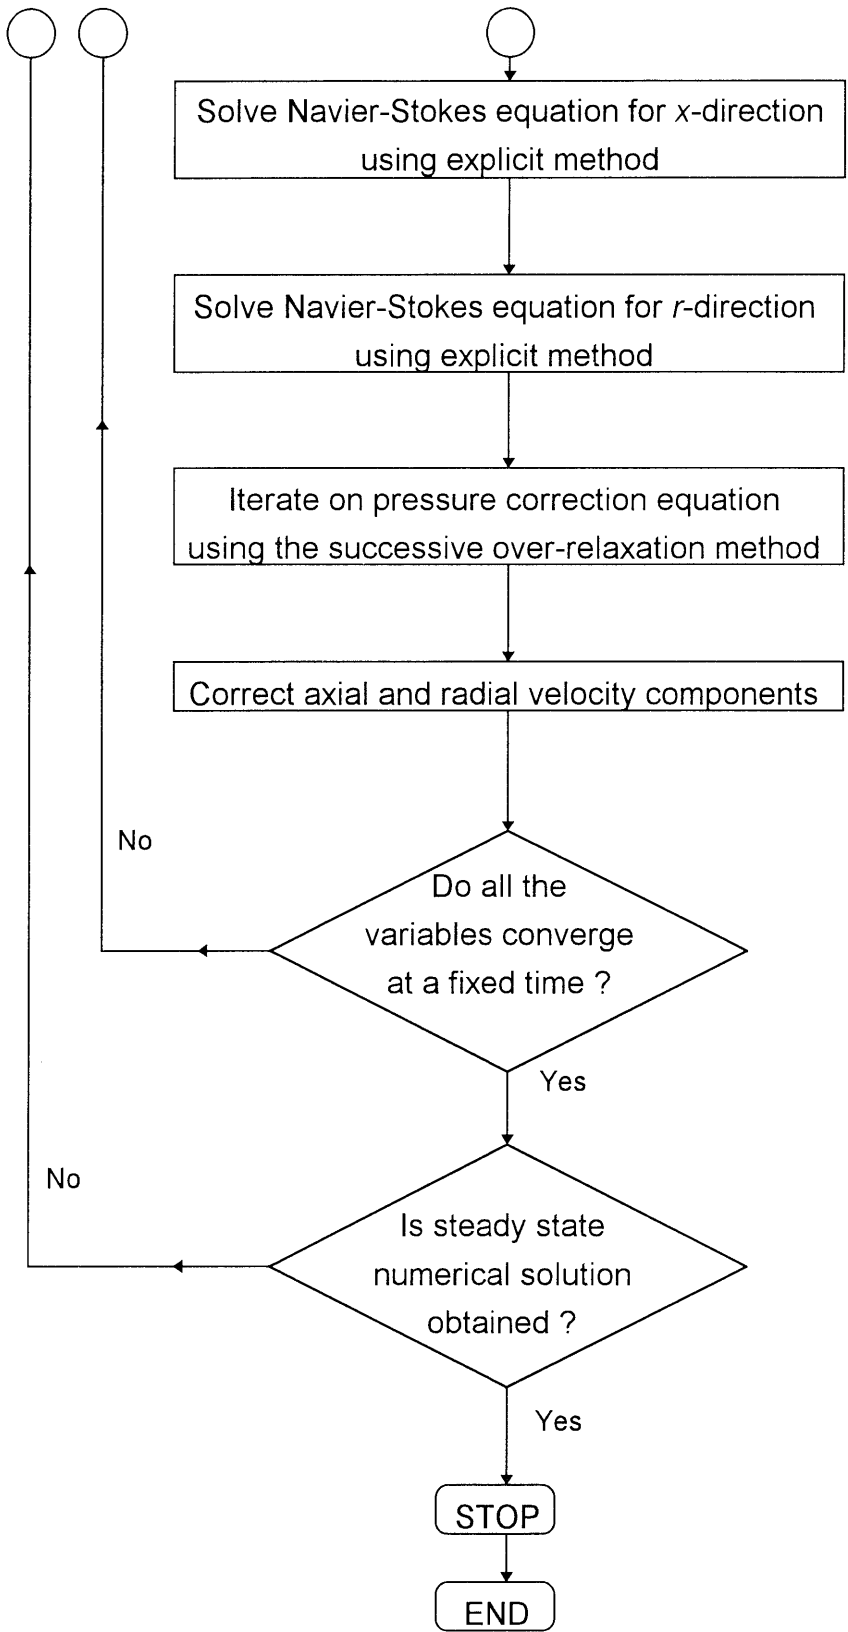 Solve Navier-Stokes equation for x-direction
using explicit method
Solve Navier-Stokes equation for r-direction
using explicit method
Iterate on pressure correction equation
using the successive over-relaxation method
Correct axial and radial velocity components
No
Do all the
variables converge
at a fixed time ?
Yes
No
Is steady state
numerical solution
obtained ?
Yes
STOP
END